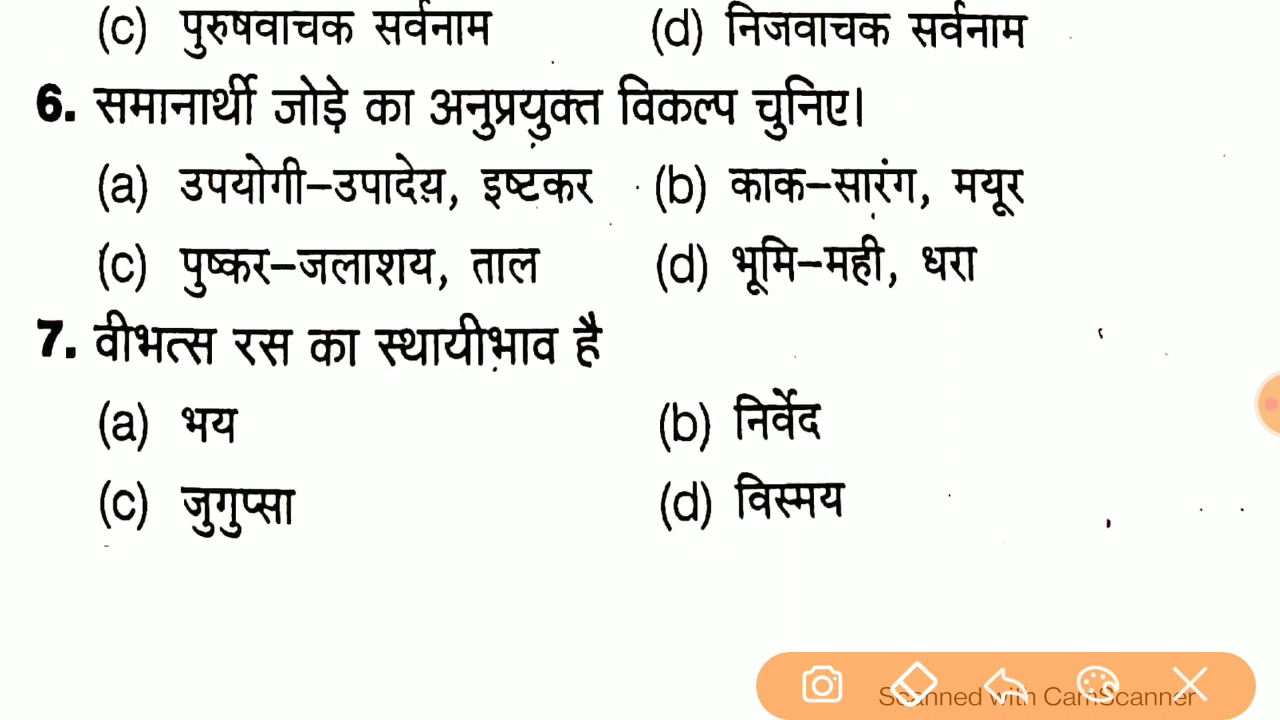 (c) पुरुषवाचक सर्वनाम (d) निजवाचक सर्वनाम
6. समानार्थी जोड़े का अनुप्रयुक्त विकल्प चुनिए।
(a) उपयोगी–उपादेय़, इष्टकर (b) काक–सारंग, मयूर
(c) पुष्कर–जलाशय, ताल (d) भूमि–मही, धरा
7. वीभत्स रस का स्थायीभाव है
(a) भय (b) निर्वेद
(c) जुगुप्सा (d) विस्मय
Scanned with CamScanner